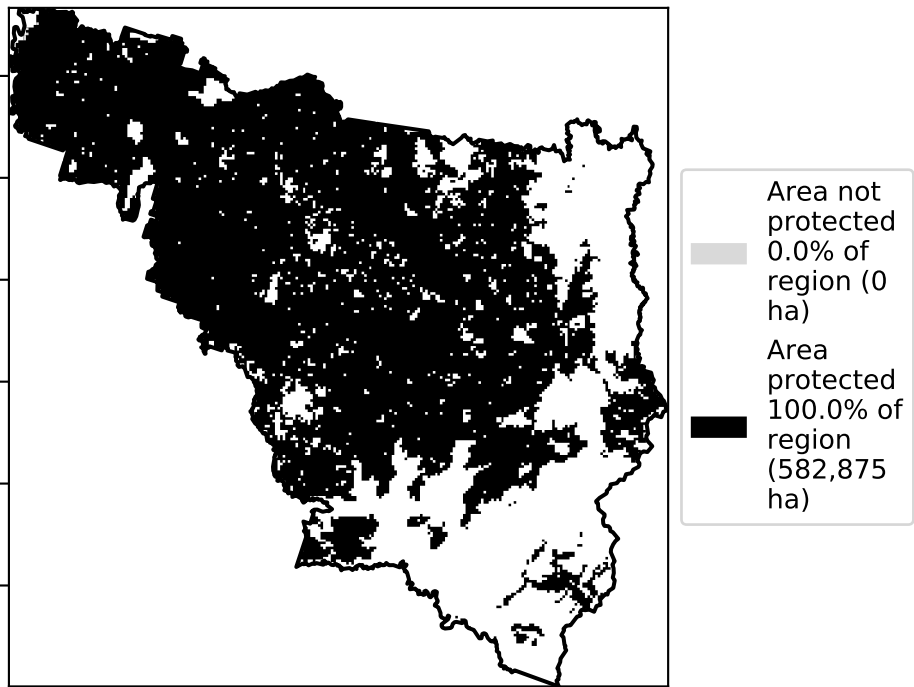 Area not
protected
0.0% of
region (0
ha)
Area
protected
100.0% of
region
(582,875
ha)